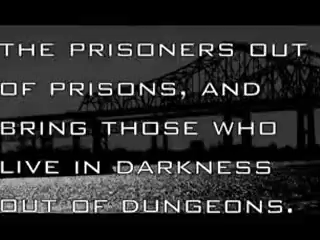 THE PRISONERS OUT
OF PRISONS, AND
BRING THOSE WHO
LIVE IN DARKNESS
OUT OF DUNGEONS.